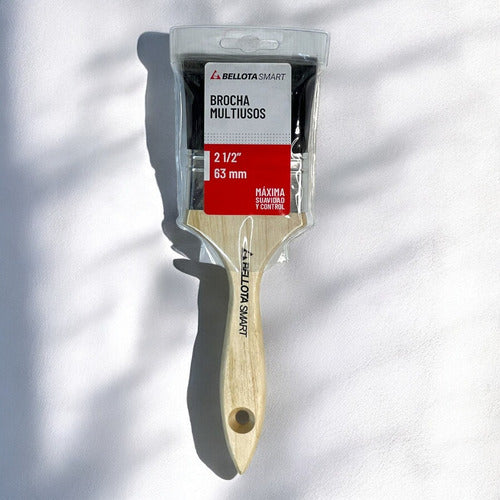 BELLOTA SMART
BROCHA
MULTIUSOS
2 1/2”
63 mm
MÁXIMA
SUAVIDAD
Y CONTROL
BELLOTA SMART